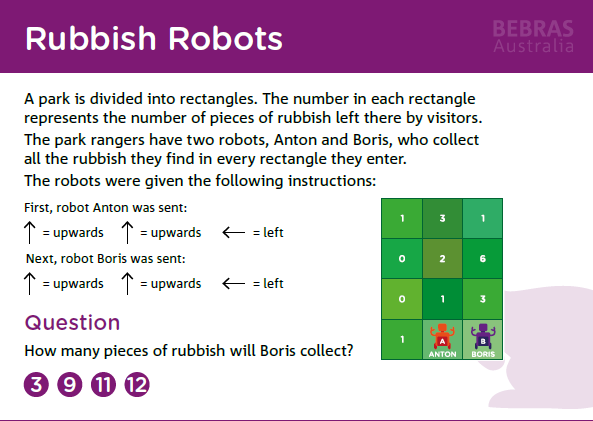 Rubbish Robots
BEBRAS
Australia
A park is divided into rectangles. The number in each rectangle
represents the number of pieces of rubbish left there by visitors.
The park rangers have two robots, Anton and Boris, who collect
all the rubbish they find in every rectangle they enter.
The robots were given the following instructions:
First, robot Anton was sent:
↑ = upwards ↑ = upwards ← = left
Next, robot Boris was sent:
↑ = upwards ↑ = upwards ← = left
1 3 1
0 2 6
0 1 3
1 A B
ANTON BORIS
Question
How many pieces of rubbish will Boris collect?
3 9 11 12